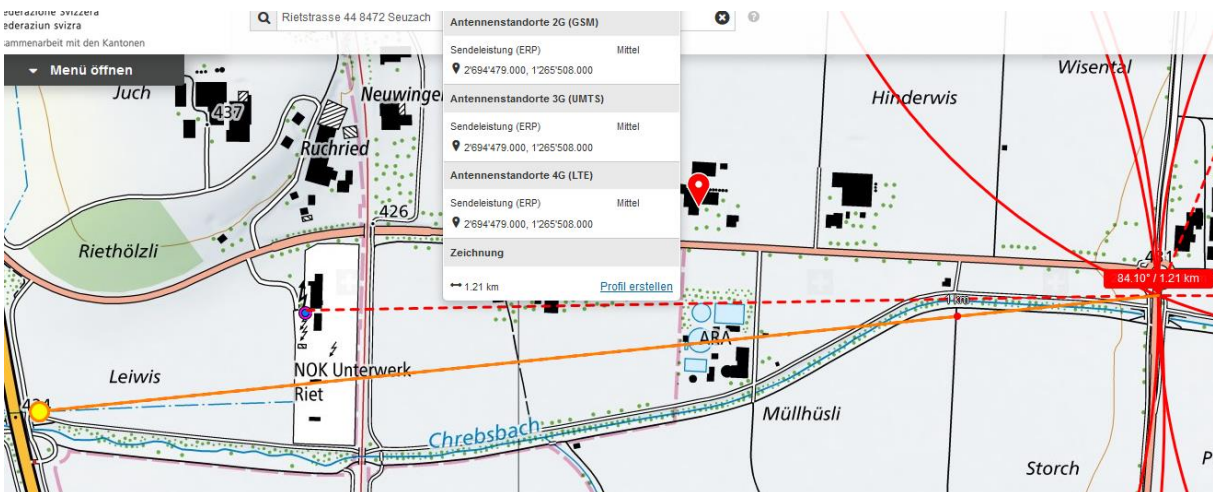 ederazione Svizzera
ederaziun svizra
ammenarbeit mit den Kantonen
Rietstrasse 44 8472 Seuzach
Menü öffnen
Antennenstandorte 2G (GSM)
Sendeleistung (ERP) Mittel
2'694'479.000, 1'265'508.000
Antennenstandorte 3G (UMTS)
Sendeleistung (ERP) Mittel
2'694'479.000, 1'265'508.000
Antennenstandorte 4G (LTE)
Sendeleistung (ERP) Mittel
2'694'479.000, 1'265'508.000
Zeichnung
1.21 km Profil erstellen
Juch
437
Neuwinge
Ruchried
Hinderwis
Wisental
426
Riethölzli
431
84.10° / 1.21 km
1 km
ARA
NOK Unterwerk
Riet
Leiwis
424
Chrebsbach
Müllhüsli
Storch
P